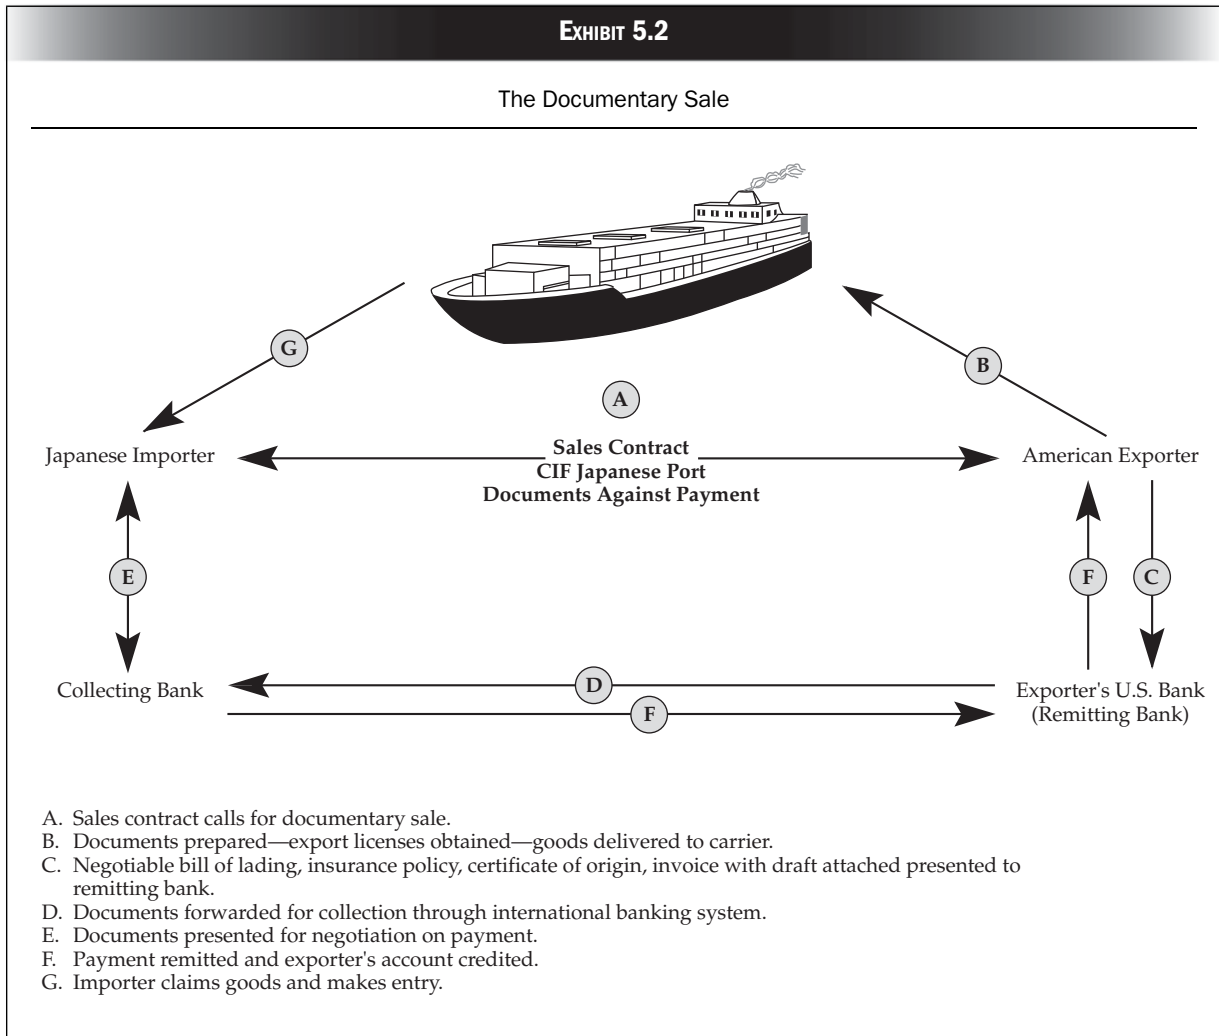 EXHIBIT 5.2
The Documentary Sale
G
B
A
Japanese Importer
Sales Contract
CIF Japanese Port
Documents Against Payment
American Exporter
E
F
C
Collecting Bank
D
F
Exporter's U.S. Bank
(Remitting Bank)
A. Sales contract calls for documentary sale.
B. Documents prepared—export licenses obtained—goods delivered to carrier.
C. Negotiable bill of lading, insurance policy, certificate of origin, invoice with draft attached presented to
remitting bank.
D. Documents forwarded for collection through international banking system.
E. Documents presented for negotiation on payment.
F. Payment remitted and exporter's account credited.
G. Importer claims goods and makes entry.